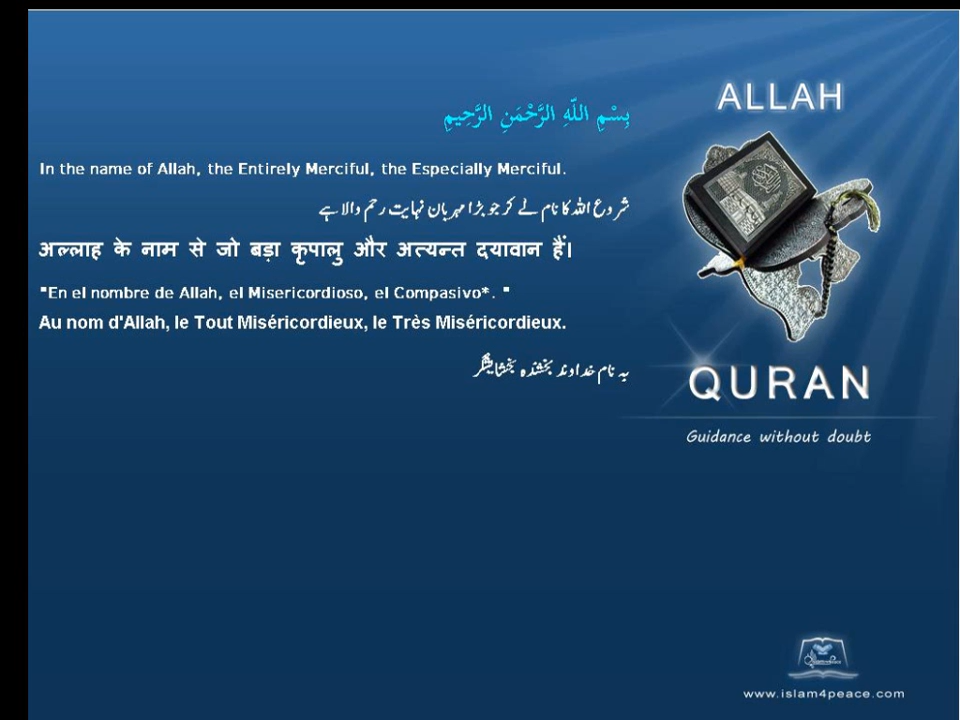 بِسْمِ اللّهِ الرَّحْمَنِ الرَّحِيمِ
In the name of Allah, the Entirely Merciful, the Especially Merciful.
شروع اللہ کا نام لے کر جو بڑا مہربان نہایت رحم والا ہے
अल्लाह के नाम से जो बड़ा कृपालु और अत्यन्त दयावान हैं।
"En el nombre de Allah, el Misericordioso, el Compasivo*. "
Au nom d'Allah, le Tout Miséricordieux, le Très Miséricordieux.
به نام خداوند بخشنده بخشایشگر
ALLAH
QURAN
Guidance without doubt
www.islam4peace.com